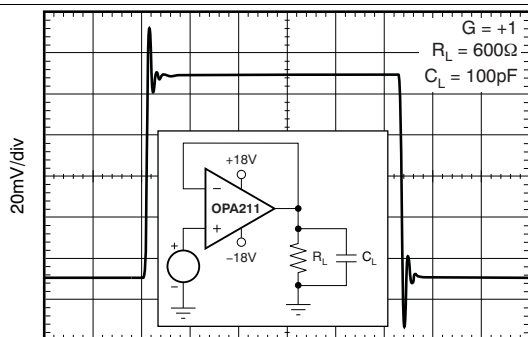 G = +1
R_L = 600Ω
C_L = 100pF
20mV/div
+18V
−
OPA211
+
+
−18V
−
R_L
C_L